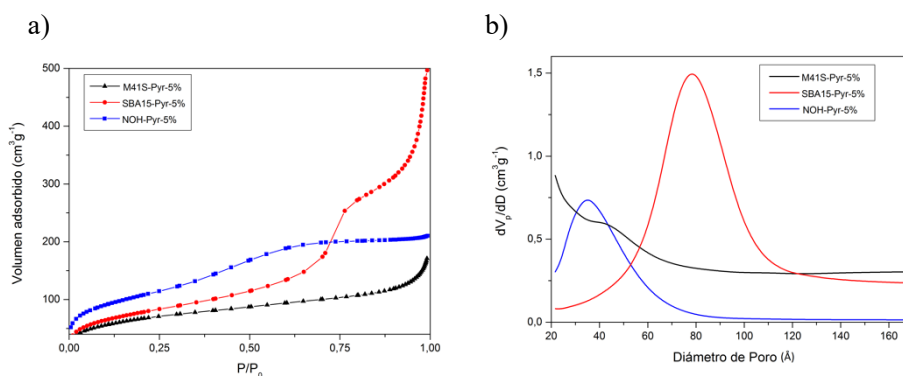 a)
500
400
300
200
100
0,00
0,25
0,50
0,75
1,00
Volumen adsorbido (cm³g⁻¹)
P/P₀
M41S-Pyr-5%
SBA15-Pyr-5%
NOH-Pyr-5%
b)
1,5
1,0
0,5
0,0
20
40
60
80
100
120
140
160
dVₚ/dD (cm³g⁻¹)
Diámetro de Poro (Å)
M41S-Pyr-5%
SBA15-Pyr-5%
NOH-Pyr-5%